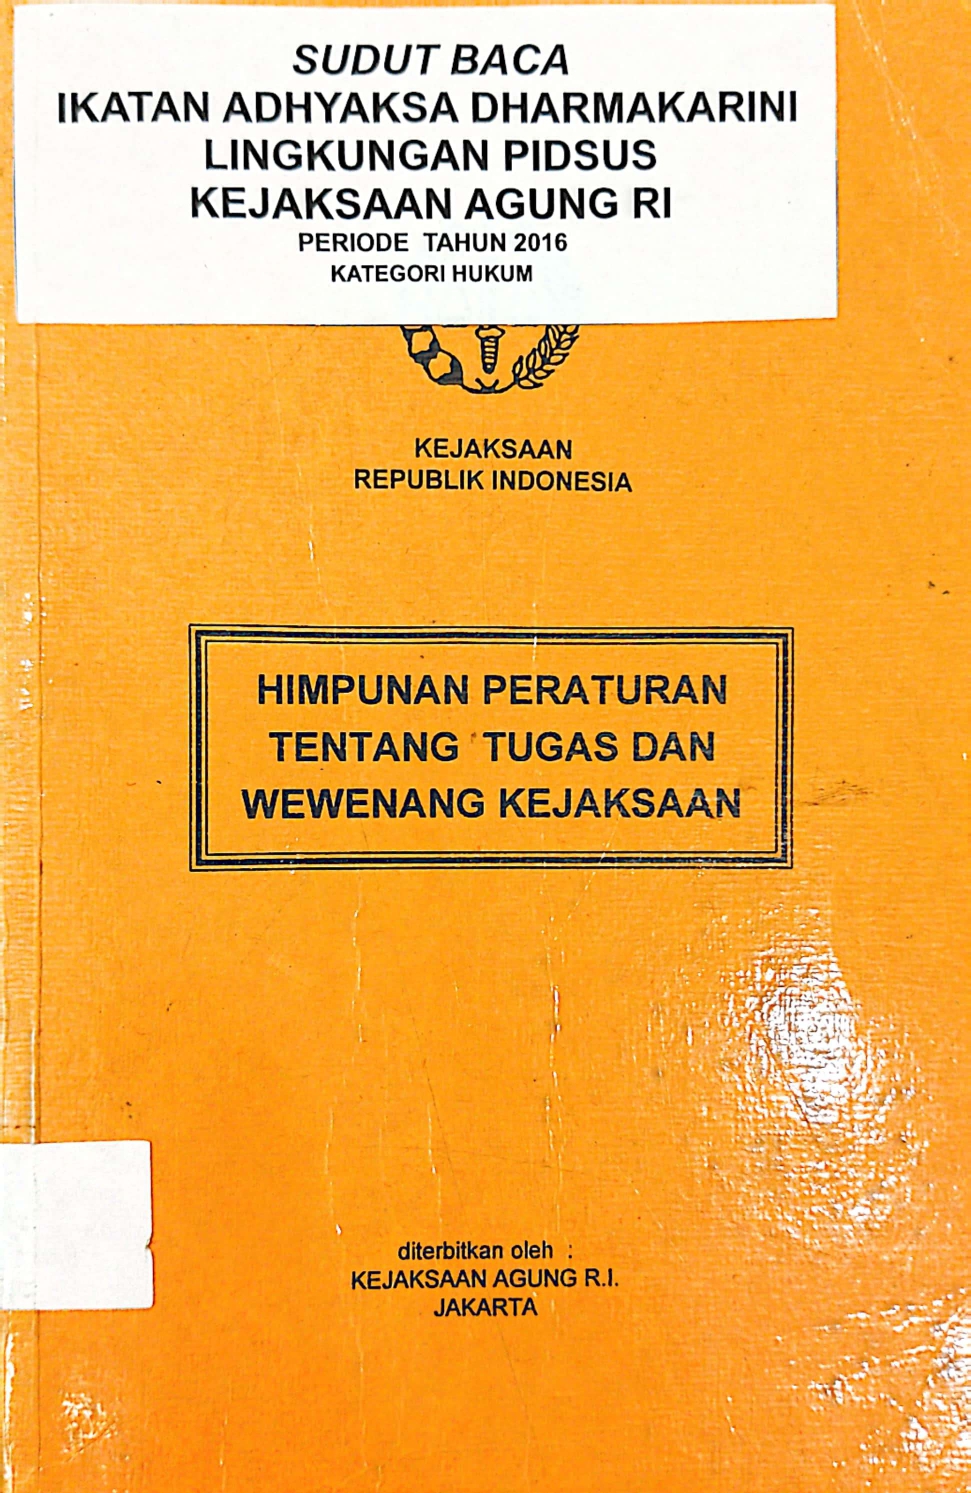 SUDUT BACA
IKATAN ADHYAKSA DHARMAKARINI
LINGKUNGAN PIDSUS
KEJAKSAAN AGUNG RI
PERIODE TAHUN 2016
KATEGORI HUKUM
KEJAKSAAN
REPUBLIK INDONESIA
HIMPUNAN PERATURAN
TENTANG TUGAS DAN
WEWENANG KEJAKSAAN
diterbitkan oleh :
KEJAKSAAN AGUNG R.I.
JAKARTA